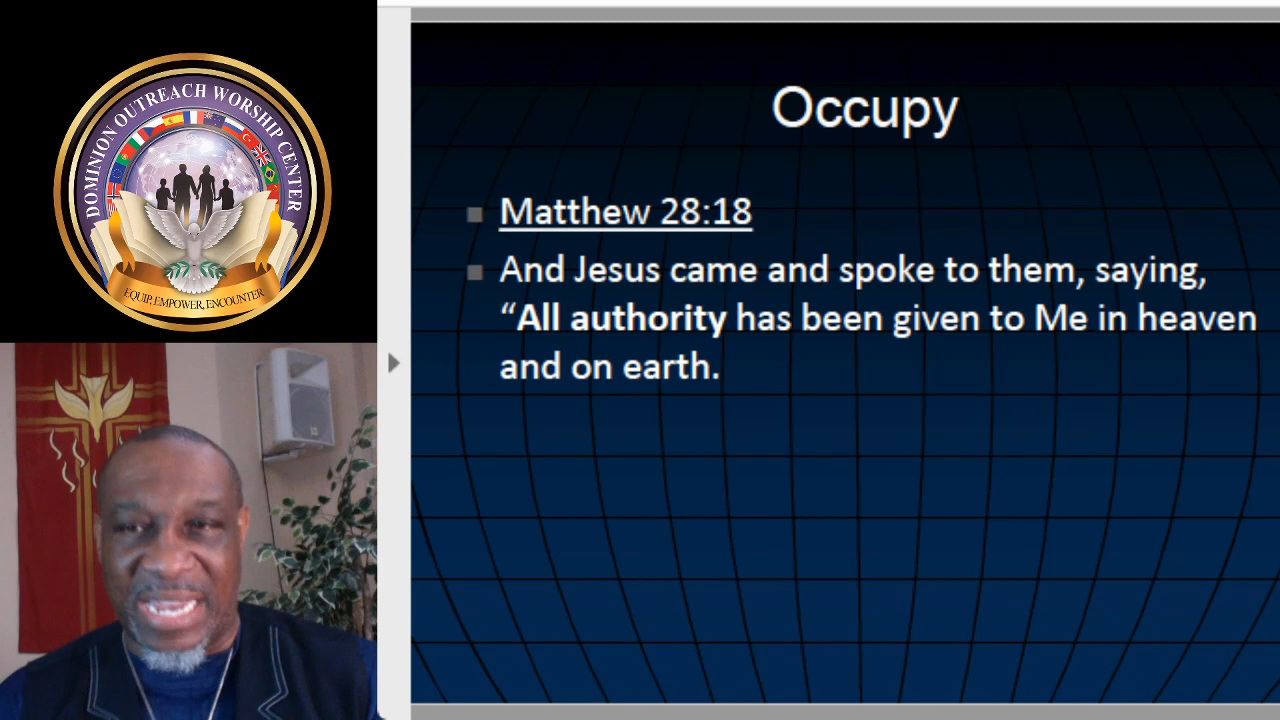 DOMINION OUTREACH WORSHIP CENTER
EQUIP, EMPOWER, ENCOUNTER
Occupy
Matthew 28:18
And Jesus came and spoke to them, saying,
“All authority has been given to Me in heaven
and on earth.